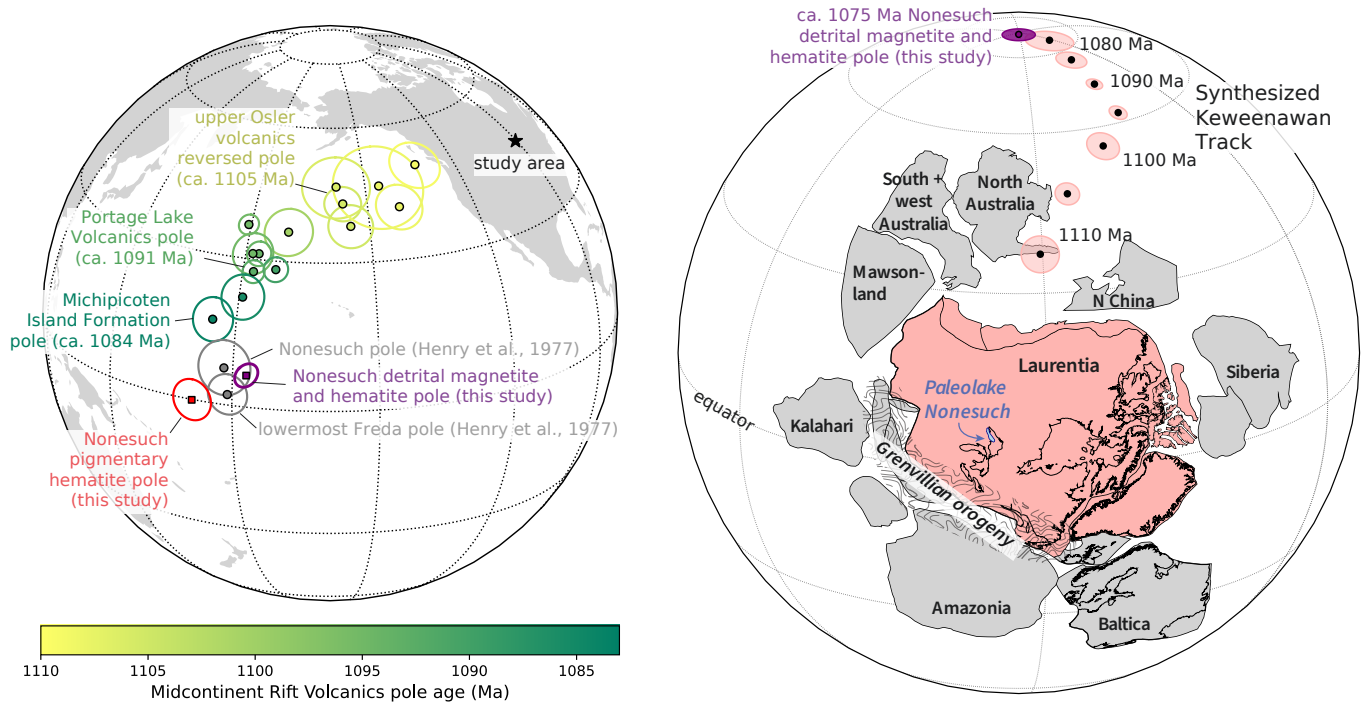 upper Osler
volcanics
reversed pole
(ca. 1105 Ma)
study area
Portage Lake
Volcanics pole
(ca. 1091 Ma)
Michipicoten
Island Formation
pole (ca. 1084 Ma)
Nonesuch pole (Henry et al., 1977)
Nonesuch detrital magnetite
and hematite pole (this study)
lowermost Freda pole (Henry et al., 1977)
Nonesuch
pigmentary
hematite pole
(this study)
1110
1105
1100
1095
1090
1085
Midcontinent Rift Volcanics pole age (Ma)
ca. 1075 Ma Nonesuch
detrital magnetite and
hematite pole (this study)
1080 Ma
1090 Ma
Synthesized
Keweenawan
Track
1100 Ma
1110 Ma
South +
west
Australia
North
Australia
Mawson-
land
N China
Laurentia
Siberia
Paleolake
Nonesuch
equator
Kalahari
Grenvillian orogeny
Amazonia
Baltica